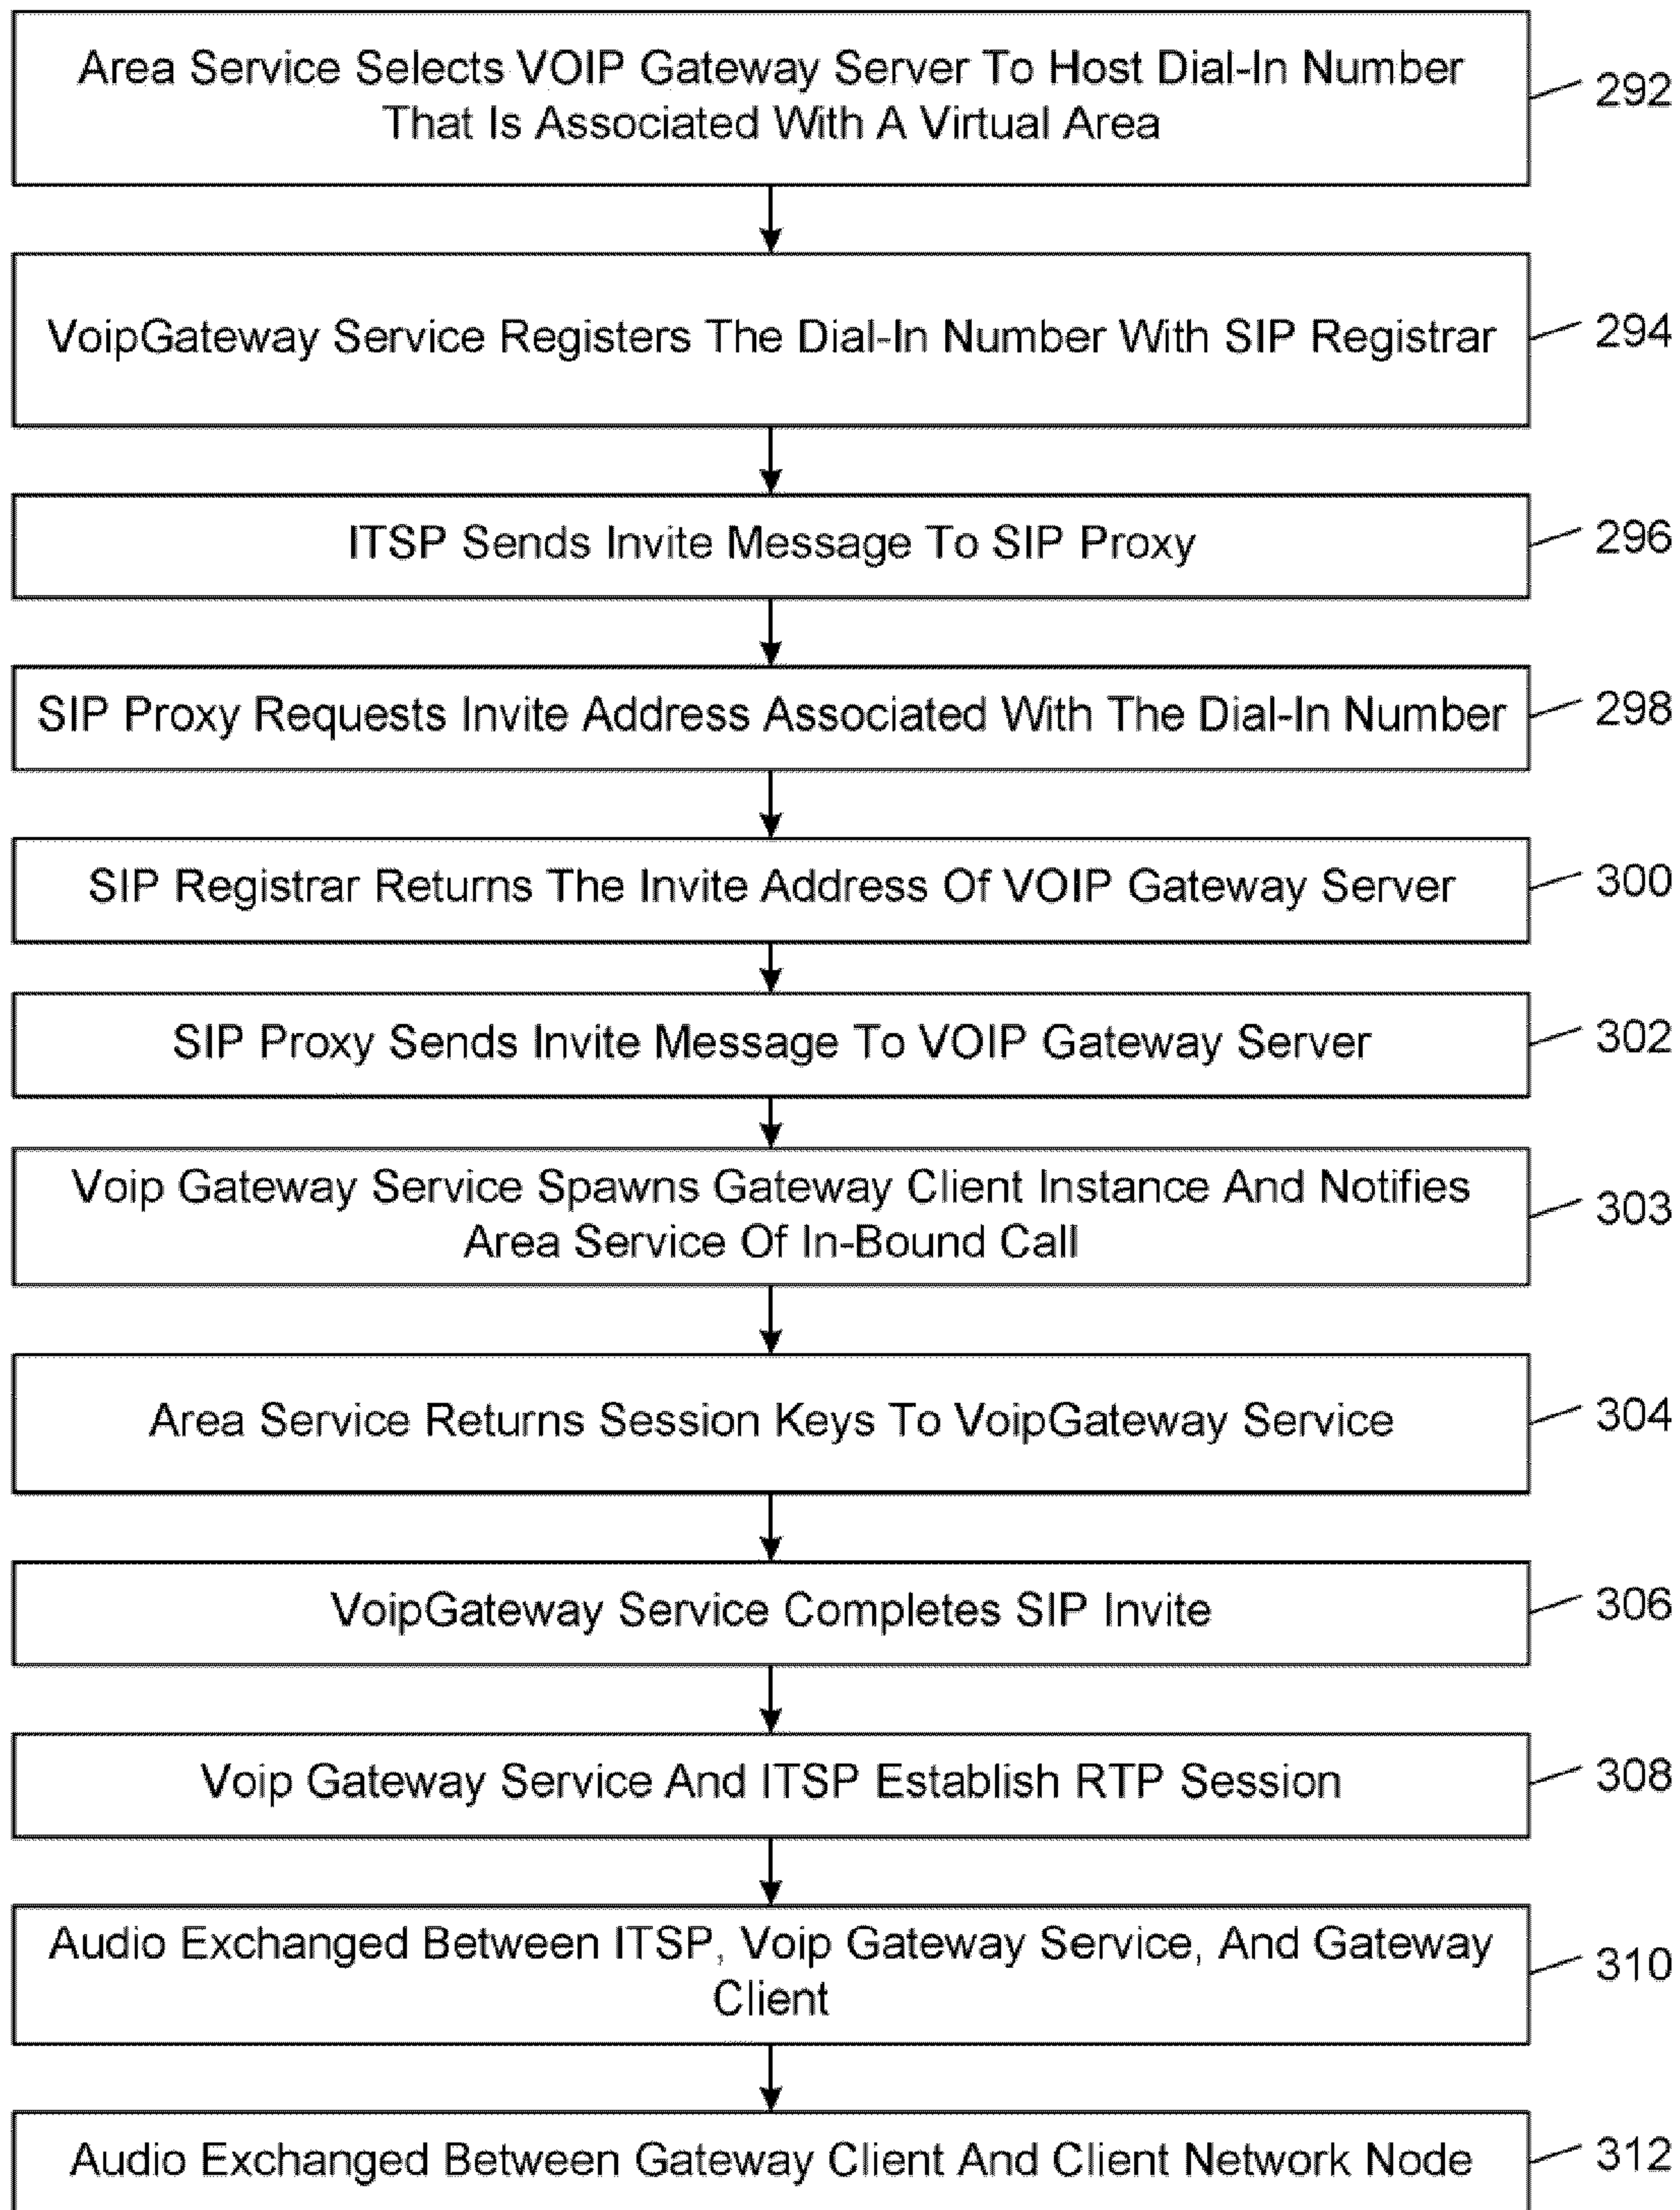 Area Service Selects VOIP Gateway Server To Host Dial-In Number
That Is Associated With A Virtual Area
292
VoipGateway Service Registers The Dial-In Number With SIP Registrar
294
ITSP Sends Invite Message To SIP Proxy
296
SIP Proxy Requests Invite Address Associated With The Dial-In Number
298
SIP Registrar Returns The Invite Address Of VOIP Gateway Server
300
SIP Proxy Sends Invite Message To VOIP Gateway Server
302
Voip Gateway Service Spawns Gateway Client Instance And Notifies
Area Service Of In-Bound Call
303
Area Service Returns Session Keys To VoipGateway Service
304
VoipGateway Service Completes SIP Invite
306
Voip Gateway Service And ITSP Establish RTP Session
308
Audio Exchanged Between ITSP, Voip Gateway Service, And Gateway
Client
310
Audio Exchanged Between Gateway Client And Client Network Node
312